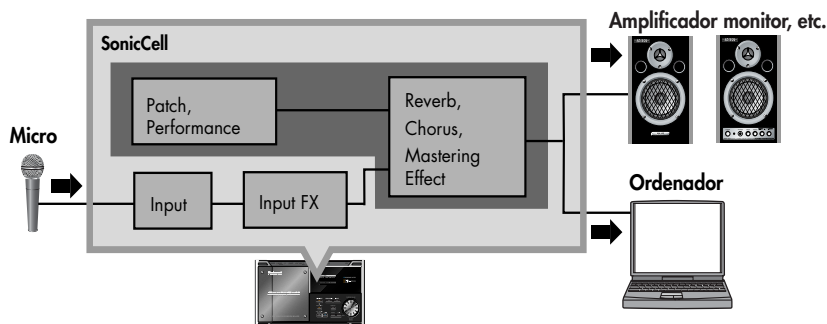 Amplificador monitor, etc.
SonicCell
Patch,
Performance
Reverb,
Chorus,
Mastering
Effect
Micro
Input
Input FX
Ordenador